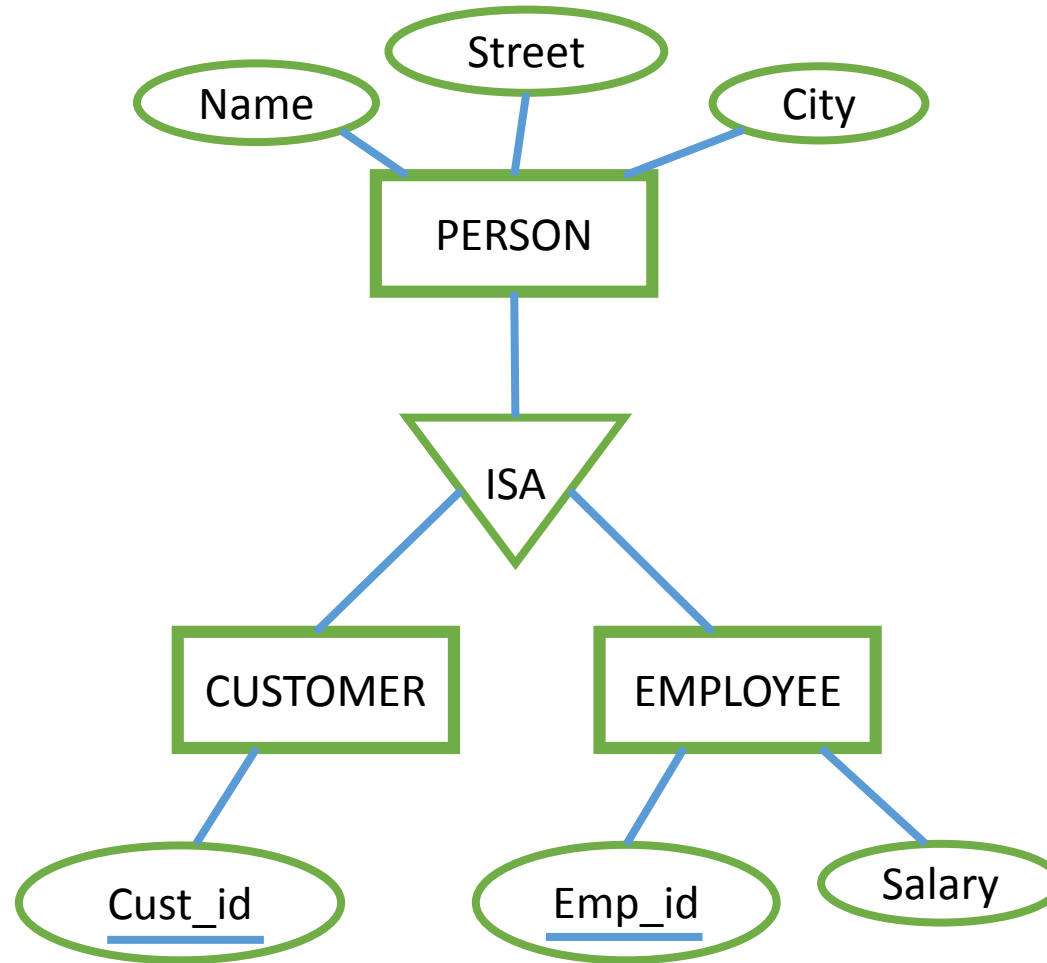 Street
Name
City
PERSON
ISA
CUSTOMER
EMPLOYEE
Cust_id
Emp_id
Salary